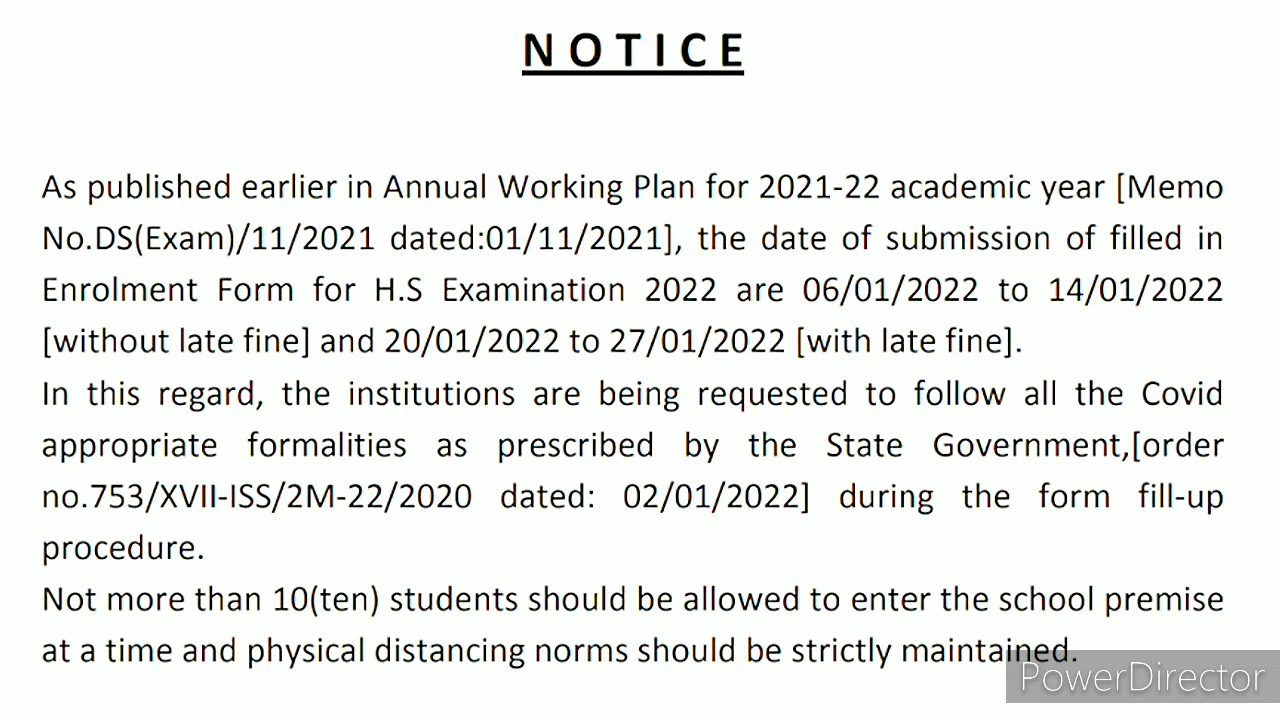 NOTICE
As published earlier in Annual Working Plan for 2021-22 academic year [Memo
No.DS(Exam)/11/2021 dated:01/11/2021], the date of submission of filled in
Enrolment Form for H.S Examination 2022 are 06/01/2022 to 14/01/2022
[without late fine] and 20/01/2022 to 27/01/2022 [with late fine].
In this regard, the institutions are being requested to follow all the Covid
appropriate formalities as prescribed by the State Government,[order
no.753/XVII-ISS/2M-22/2020 dated: 02/01/2022] during the form fill-up
procedure.
Not more than 10(ten) students should be allowed to enter the school premise
at a time and physical distancing norms should be strictly maintained.
PowerDirector